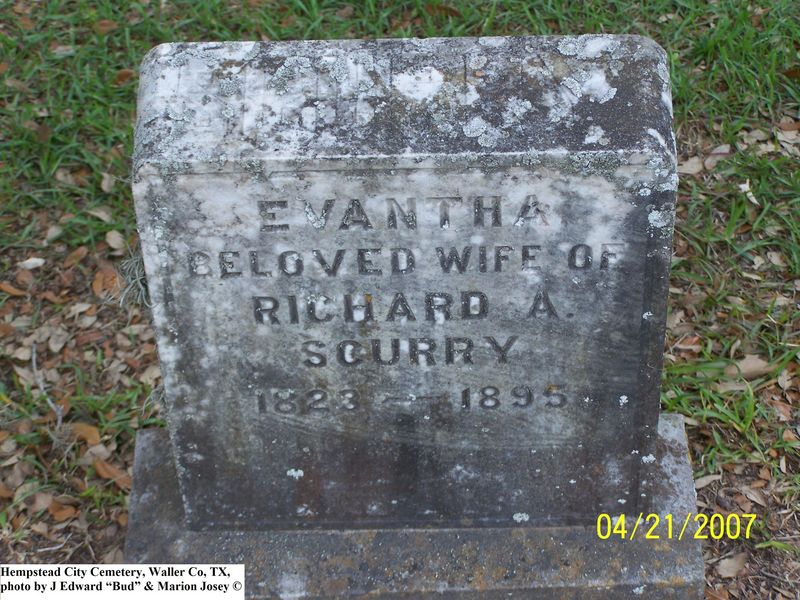 EVANTHA
BELOVED WIFE OF
RICHARD A.
SCURRY
1823 — 1895
04/21/2007
Hempstead City Cemetery, Waller Co, TX,
photo by J Edward “Bud” & Marion Josey ©